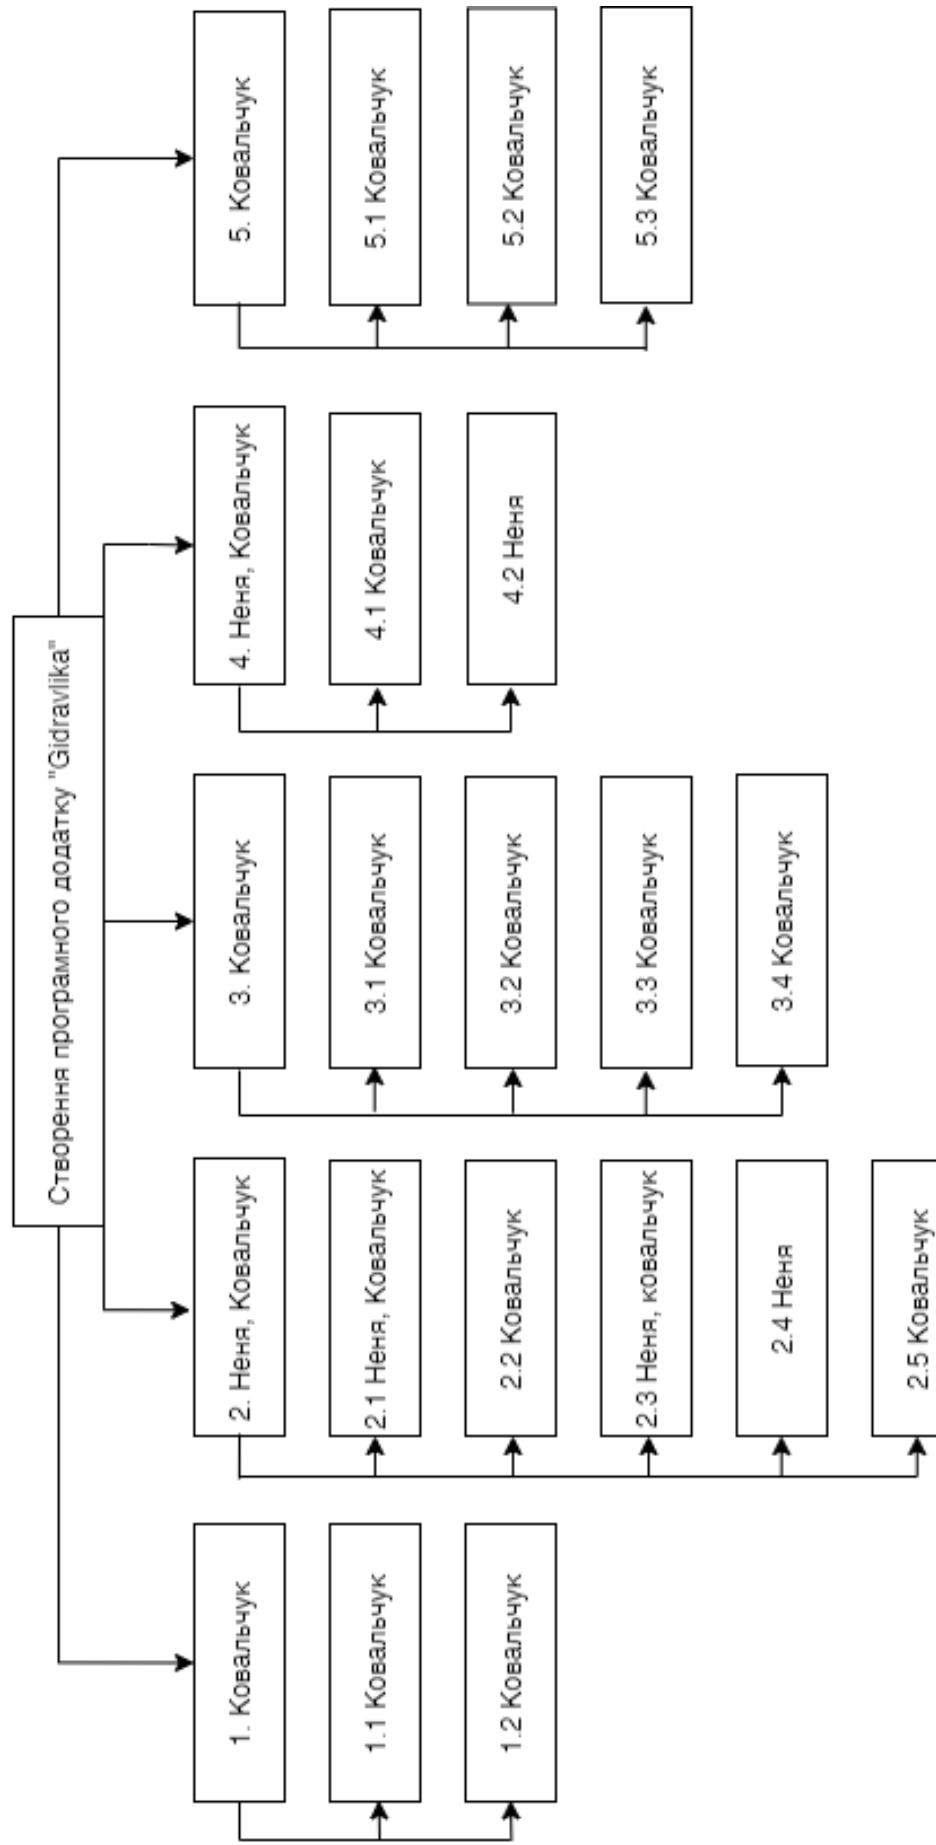 Створення програмного додатку "Gidravlika"
1. Ковальчук
1.1 Ковальчук
1.2 Ковальчук
2. Неня, Ковальчук
2.1 Неня, Ковальчук
2.2 Ковальчук
2.3 Неня, ковальчук
2.4 Неня
2.5 Ковальчук
3. Ковальчук
3.1 Ковальчук
3.2 Ковальчук
3.3 Ковальчук
3.4 Ковальчук
4. Неня, Ковальчук
4.1 Ковальчук
4.2 Неня
5. Ковальчук
5.1 Ковальчук
5.2 Ковальчук
5.3 Ковальчук